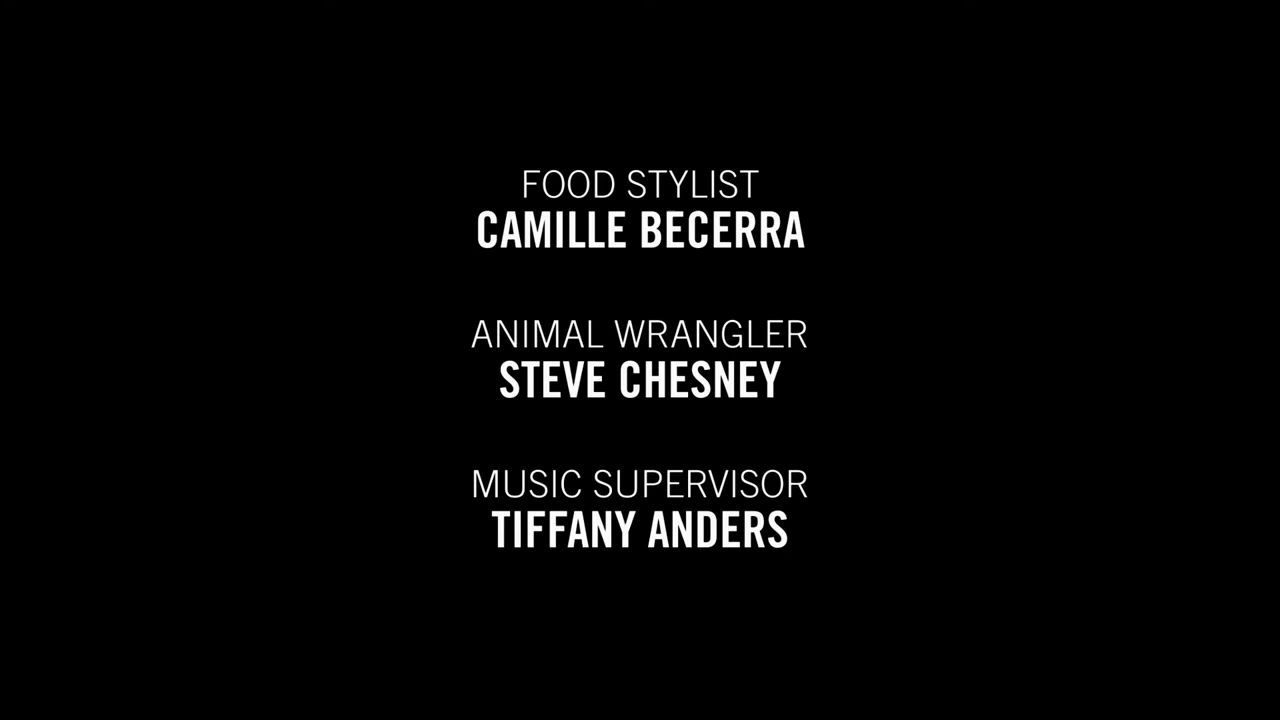 FOOD STYLIST
CAMILLE BECERRA
ANIMAL WRANGLER
STEVE CHESNEY
MUSIC SUPERVISOR
TIFFANY ANDERS